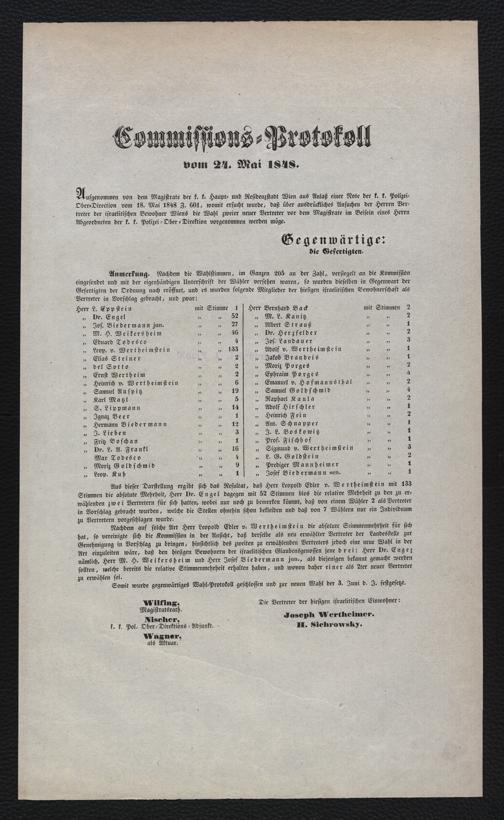 Commissions-Protokoll
vom 24. Mai 1848.
Aufgenommen von dem Magistrate der k. k. Haupt- und Residenzstadt Wien aus Anlaß einer Note der k. k. Polizei-
Ober-Direction vom 18. Mai 1848 Z. 601, womit ersucht wurde, daß über ausdrückliches Ansuchen der Herren Ver-
treter der israelitischen Bewohner Wiens die Wahl zweier neuer Vertreter vor dem Magistrate im Beisein eines Herrn
Abgeordneten der k. k. Polizei-Ober-Direktion vorgenommen werden möge.
Gegenwärtige:
die Gefertigten.
Anmerkung. Nachdem die Wahlstimmen, im Ganzen 205 an der Zahl, versegelt an die Kommission
eingesendet und mit der eigenhändigen Unterschrift der Wähler versehen waren, so wurden dieselben in Gegenwart der
Gefertigten der Ordnung nach eröffnet, und es wurden folgende Mitglieder der hiesigen israelitischen Bewohnerschaft als
Vertreter in Vorschlag gebracht, und zwar:
Herr L. Eppstein mit Stimme 1
„ Dr. Engel „ „ 52
„ Jos. Biedermann jun. „ „ 27
„ M. H. Weikersheim „ „ 46
„ Eduard Todesco „ „ 4
„ Leop. v. Wertheimstein „ „ 133
„ Elias Steiner „ „ 2
„ del Sotto „ „ 2
„ Ernst Wertheim „ „ 2
„ Heinrich v. Wertheimstein „ „ 6
„ Samuel Auspitz „ „ 19
„ Karl Mayl „ „ 5
„ S. Lippmann „ „ 14
„ Ignaz Beer „ „ 1
„ Hermann Biedermann „ „ 12
„ J. Lieben „ „ 3
„ Fritz Boschan „ „ 1
„ Dr. L. A. Frankl „ „ 16
„ Max Todesco „ „ 4
„ Moriz Goldschmid „ „ 1
„ Leop. Kuh „ „ 1
Herr Bernhard Back mit Stimmen 2
„ M. L. Kanitz „ „ 2
„ Albert Strauß „ „ 1
„ Dr. Herzfelder „ „ 2
„ Jos. Landauer „ „ 3
„ Adolf v. Wertheimstein „ „ 1
„ Jakob Brandeis „ „ 1
„ Moriz Porges „ „ 2
„ Ephraim Porges „ „ 4
„ Emanuel v. Hofmannsthal „ „ 2
„ Samuel Goldschmid „ „ 4
„ Raphael Kaula „ „ 2
„ Adolf Hirschler „ „ 1
„ Heinrich Fein „ „ 2
„ Ant. Schnapper „ „ 1
„ J. L. Boskowitz „ „ 1
„ Prof. Fischhof „ „ 1
„ Sigmund v. Wertheimstein „ „ 3
„ L. G. Goldstein „ „ 2
„ Prediger Mannheimer „ „ 1
„ Josef Biedermann sen. „ „ 1
Aus dieser Darstellung ergibt sich das Resultat, daß Herr Leopold Edler v. Wertheimstein mit 133
Stimmen die absolute Mehrheit, Herr Dr. Engel dagegen mit 52 Stimmen blos die relative Mehrheit zu den zu er-
wählenden zwei Vertretern für sich hatten, wobei nur noch zu bemerken kömmt, daß von einem Wähler 2 als Vertreter
in Vorschlag gebracht wurden, welche die Stellen ohnehin schon bekleiden und daß von 7 Wählern nur ein Individuum
zu Vertretern vorgeschlagen wurde.
Nachdem auf solche Art Herr Leopold Edler v. Wertheimstein die absolute Stimmenmehrheit für sich
hat, so vereinigte sich die Kommission in der Ansicht, daß derselbe als neu erwählter Vertreter der Landesstelle zur
Genehmigung in Vorschlag zu bringen, hinsichtlich des zweiten zu erwählenden Vertreters jedoch eine neue Wahl in der
Art einzuleiten wäre, daß den hiesigen Bewohnern der israelitischen Glaubensgenossen jene drei: Herr Dr. Engel
nämlich, Herr M. H. Weikersheim und Herr Josef Biedermann jun., als diejenigen bekannt gemacht werden
sollten, welche bereits die relative Stimmenmehrheit erhalten haben, und wovon daher einer als 2ter neuer Vertreter
zu erwählen sei.
Somit wurde gegenwärtiges Wahl-Protokoll geschlossen und zur neuen Wahl der 3. Juni d. J. festgesetzt.
Wilfing,
Magistratsrath.
Nischer,
k. k. Pol. Ober-Direktions-Adjunkt.
Wagner,
als Aktuar.
Die Vertreter der hiesigen israelitischen Einwohner:
Joseph Wertheimer.
H. Sichrowsky.